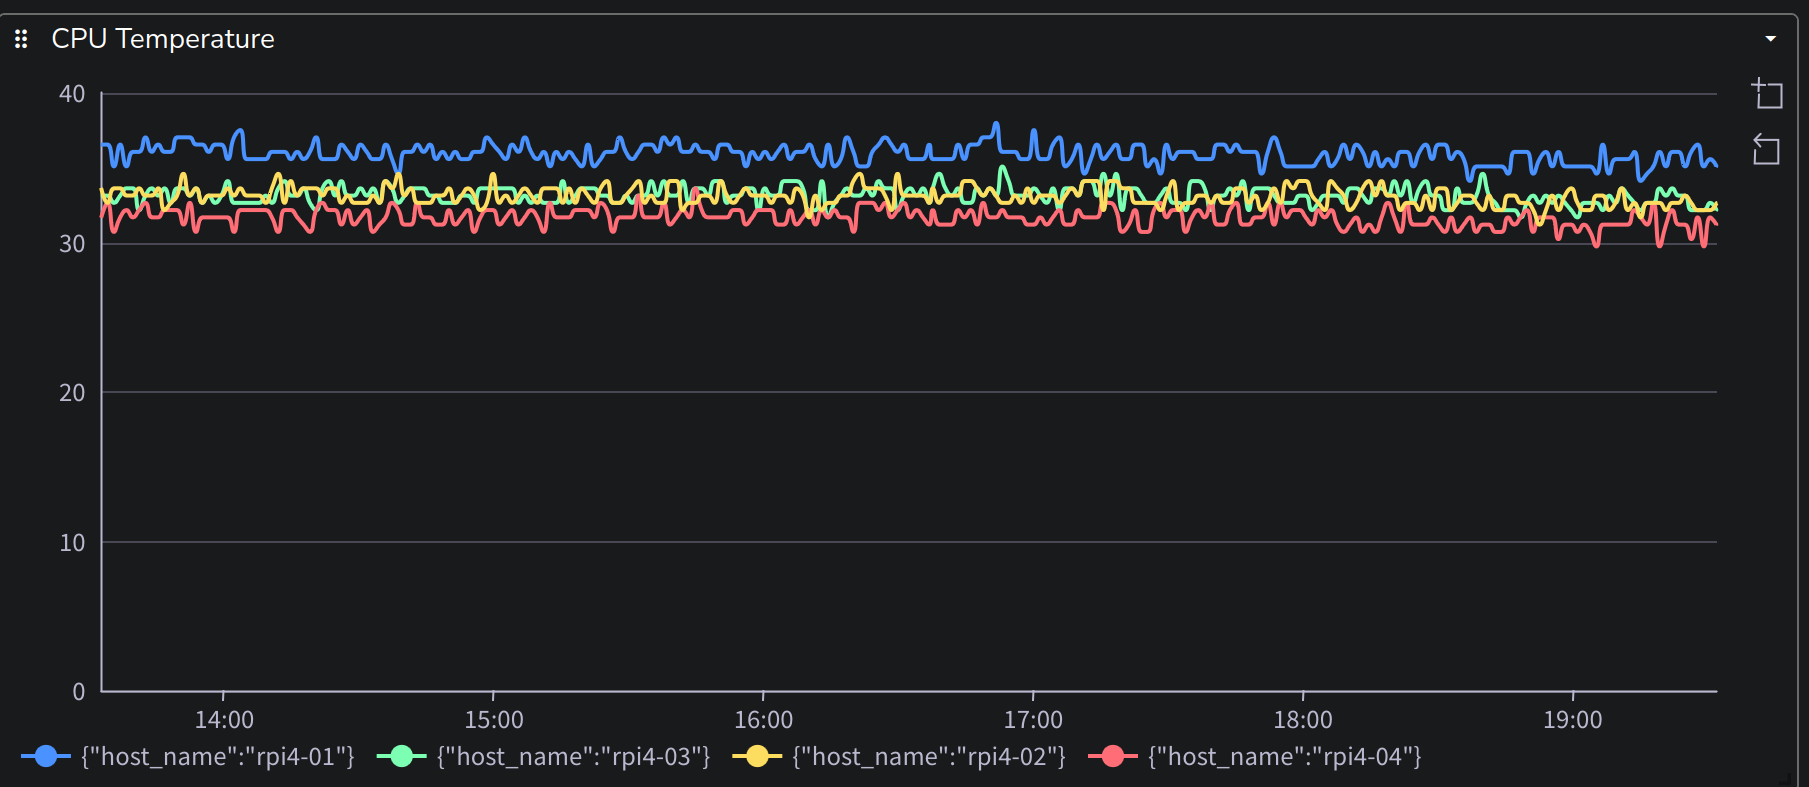 CPU Temperature
40
30
20
10
0
14:00 15:00 16:00 17:00 18:00 19:00
{"host_name":"rpi4-01"} {"host_name":"rpi4-03"} {"host_name":"rpi4-02"} {"host_name":"rpi4-04"}